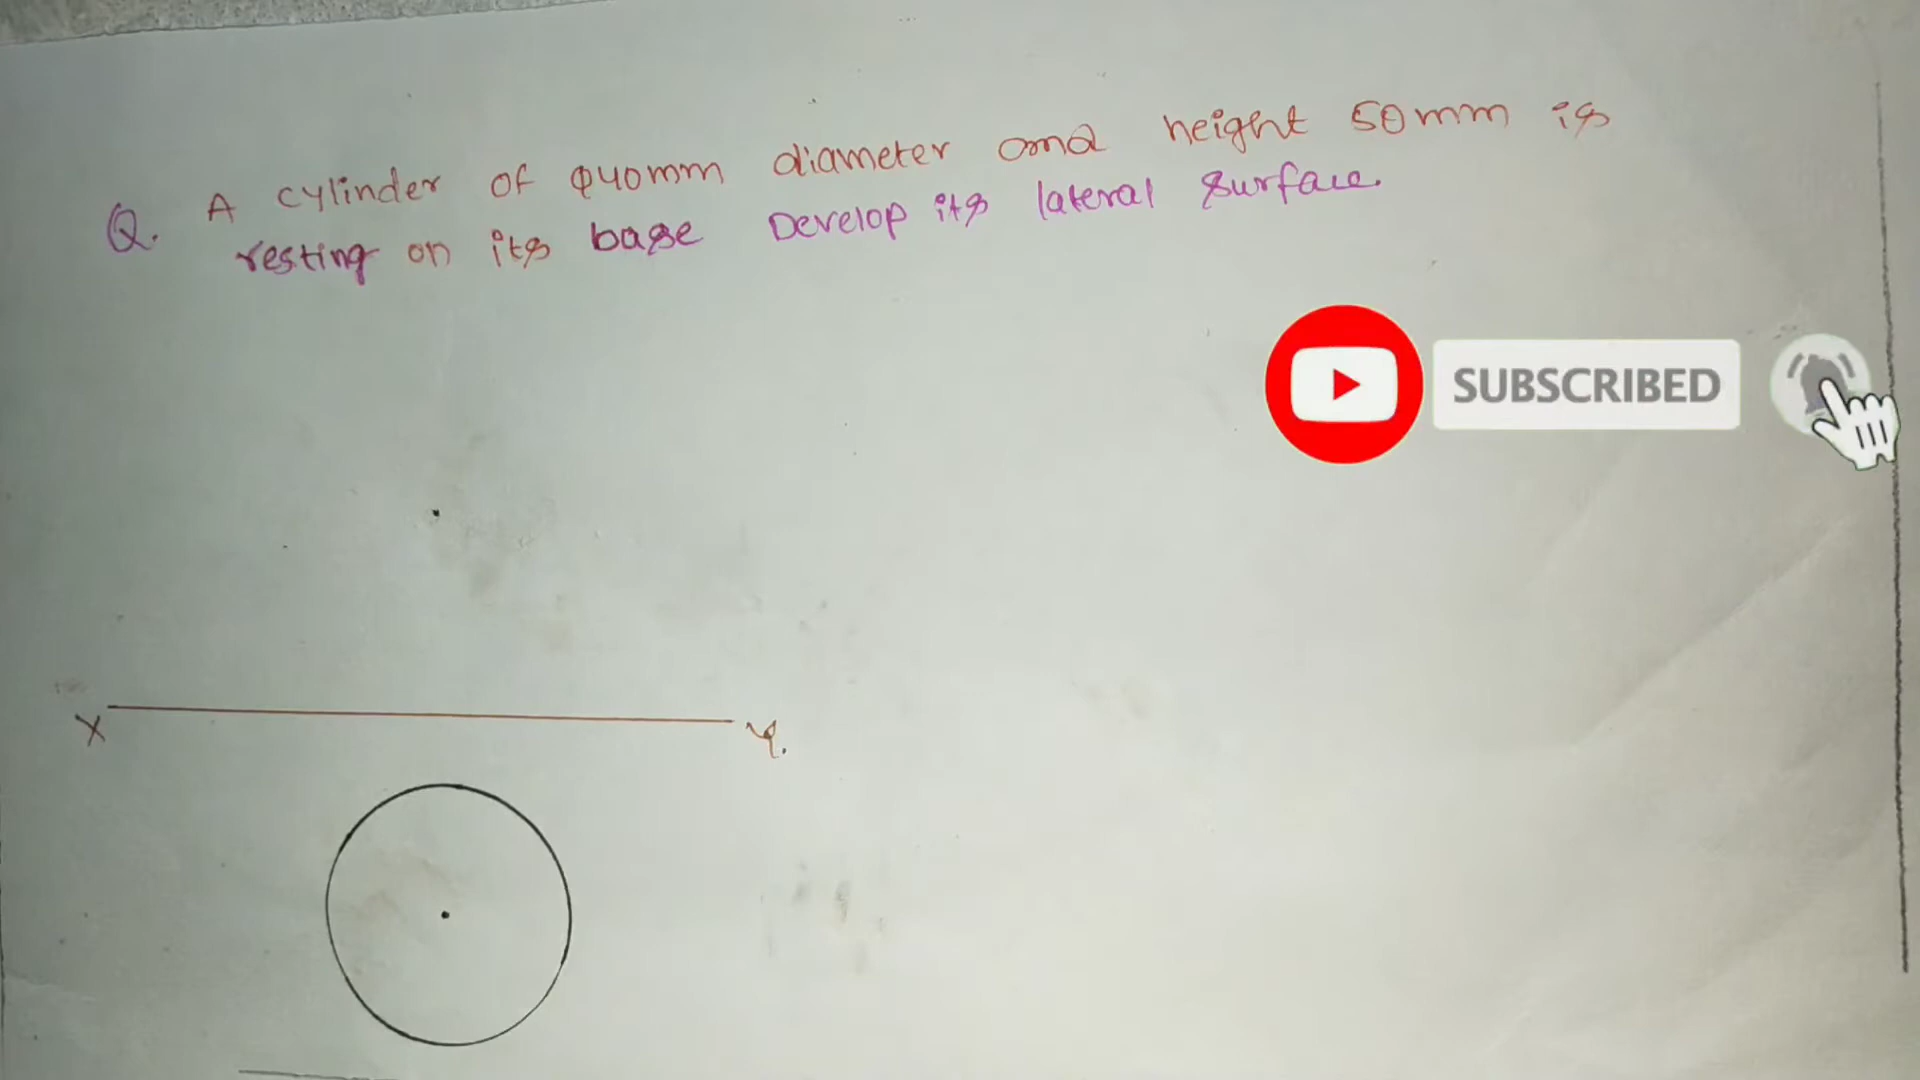 Q. A cylinder of φ40mm diameter and height 50mm is
resting on its base Develop its lateral surface.
SUBSCRIBED
X
Y.